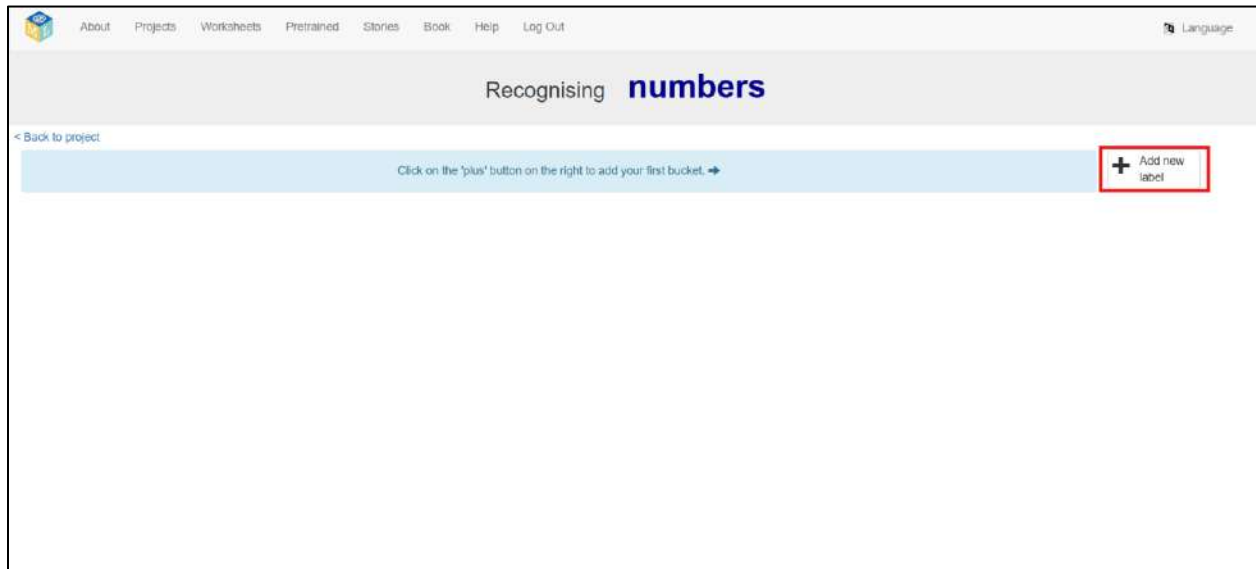 About Projects Worksheets Pretrained Stories Book Help Log Out Language
Recognising numbers
< Back to project
Click on the 'plus' button on the right to add your first bucket. ➔
+ Add new
label